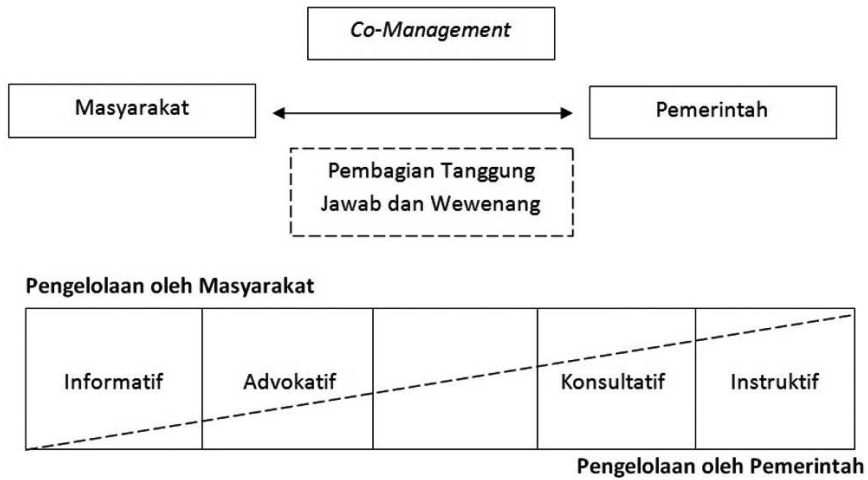 Co-Management
Masyarakat
Pemerintah
Pembagian Tanggung
Jawab dan Wewenang
Pengelolaan oleh Masyarakat
Informatif
Advokatif
Konsultatif
Instruktif
Pengelolaan oleh Pemerintah